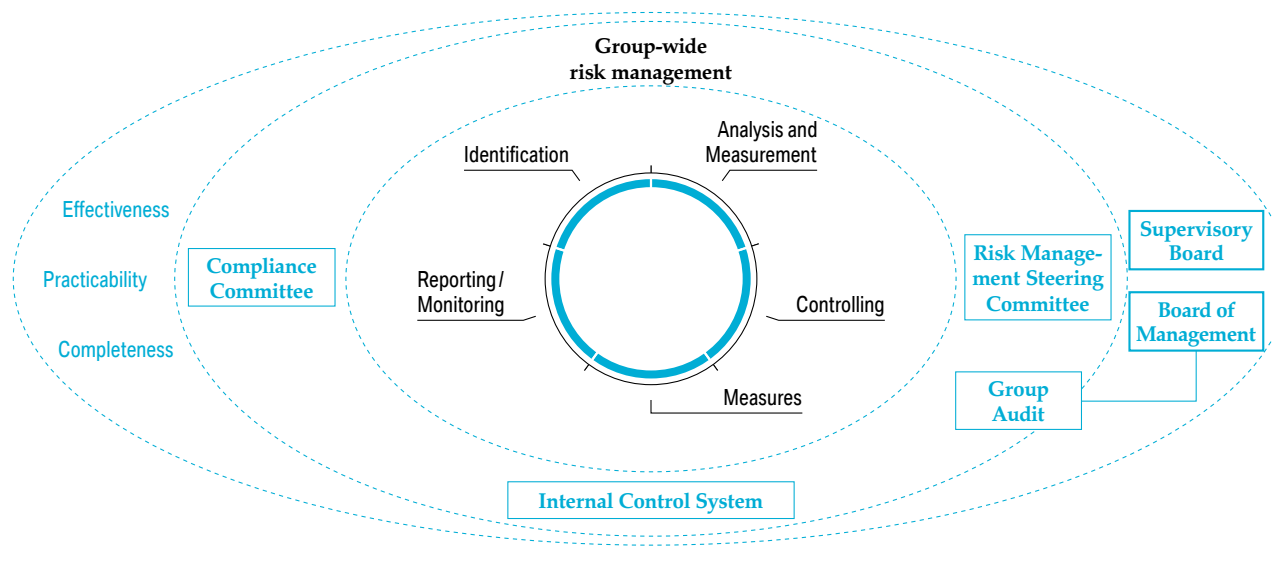 Group-wide
risk management
Identification
Analysis and
Measurement
Effectiveness
Practicability
Completeness
Compliance
Committee
Reporting/
Monitoring
Controlling
Measures
Risk Manage-
ment Steering
Committee
Supervisory
Board
Board of
Management
Group
Audit
Internal Control System